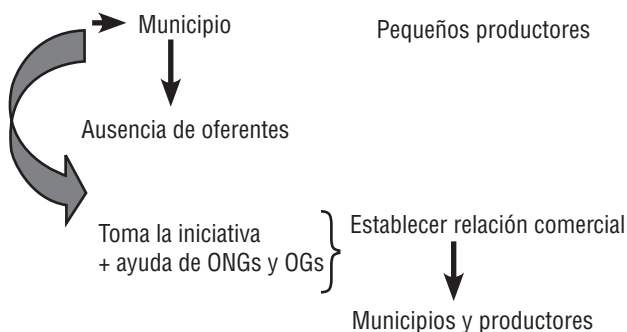 Municipio
Pequeños productores
Ausencia de oferentes
Toma la iniciativa
+ ayuda de ONGs y OGs
Establecer relación comercial
Municipios y productores